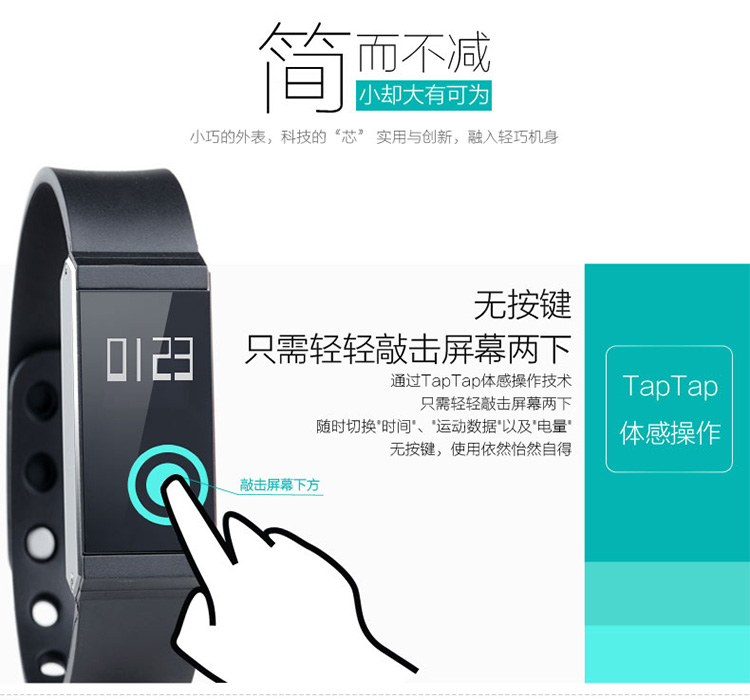 简而不减
小却大有可为
小巧的外表，科技的“芯” 实用与创新，融入轻巧机身
0123
无按键
只需轻轻敲击屏幕两下
通过TapTap体感操作技术
只需轻轻敲击屏幕两下
随时切换"时间"、"运动数据"以及"电量"
无按键，使用依然怡然自得
敲击屏幕下方
TapTap
体感操作